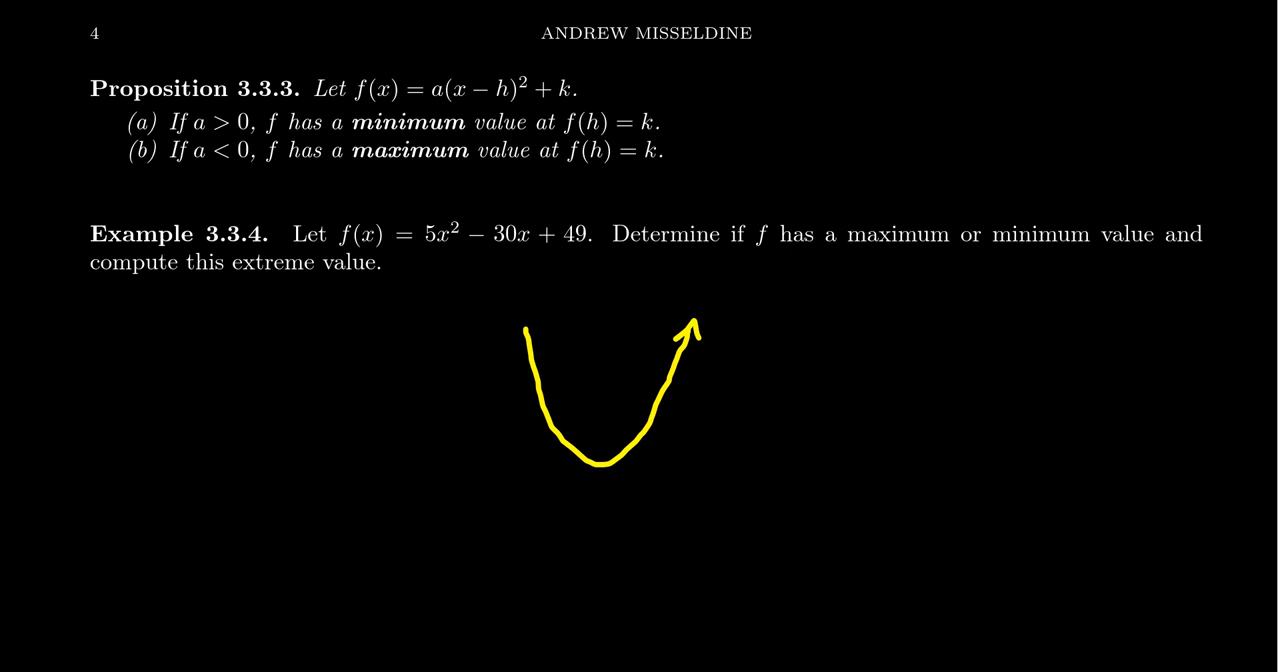 4 ANDREW MISSELDINE
Proposition 3.3.3. Let f(x) = a(x − h)² + k.
(a) If a > 0, f has a minimum value at f(h) = k.
(b) If a < 0, f has a maximum value at f(h) = k.
Example 3.3.4. Let f(x) = 5x² − 30x + 49. Determine if f has a maximum or minimum value and
compute this extreme value.